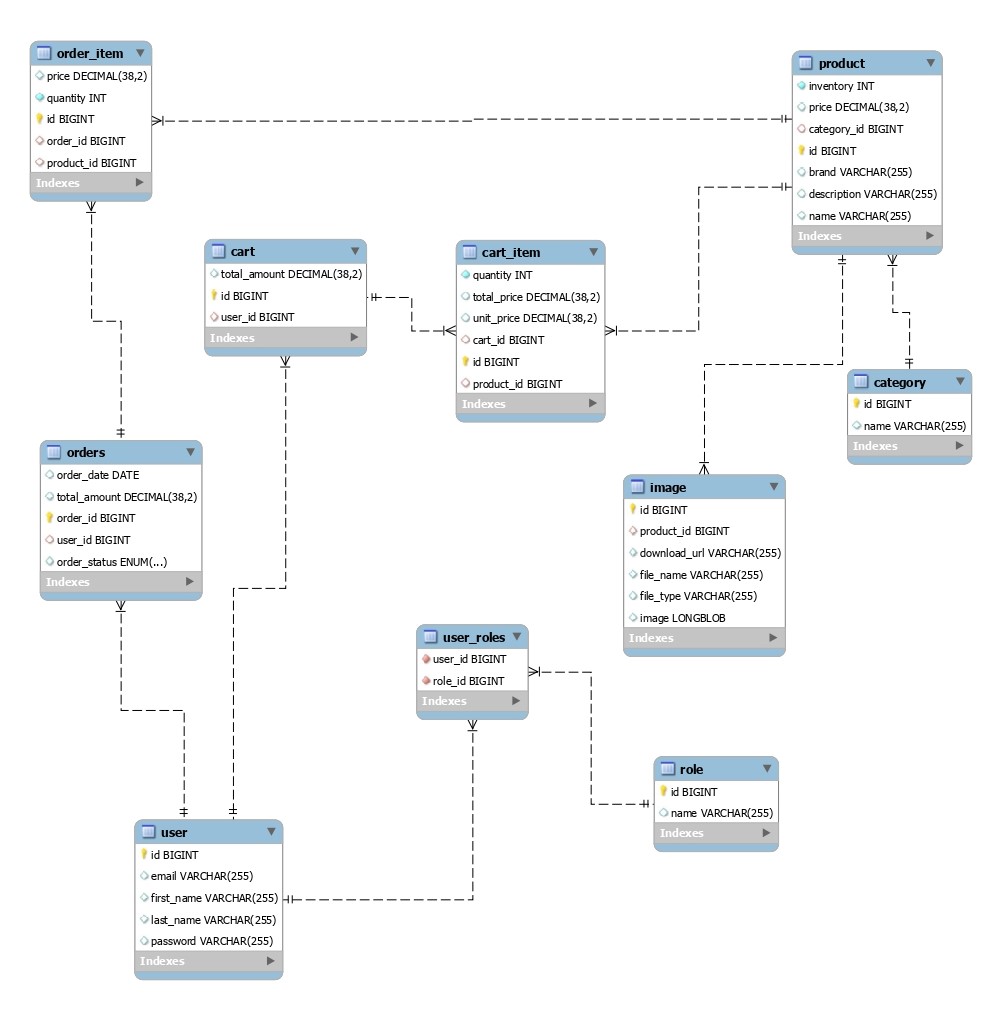 order_item
price DECIMAL(38,2)
quantity INT
id BIGINT
order_id BIGINT
product_id BIGINT
Indexes
product
inventory INT
price DECIMAL(38,2)
category_id BIGINT
id BIGINT
brand VARCHAR(255)
description VARCHAR(255)
name VARCHAR(255)
Indexes
cart
total_amount DECIMAL(38,2)
id BIGINT
user_id BIGINT
Indexes
cart_item
quantity INT
total_price DECIMAL(38,2)
unit_price DECIMAL(38,2)
cart_id BIGINT
id BIGINT
product_id BIGINT
Indexes
category
id BIGINT
name VARCHAR(255)
Indexes
orders
order_date DATE
total_amount DECIMAL(38,2)
order_id BIGINT
user_id BIGINT
order_status ENUM(...)
Indexes
image
id BIGINT
product_id BIGINT
download_url VARCHAR(255)
file_name VARCHAR(255)
file_type VARCHAR(255)
image LONGBLOB
Indexes
user_roles
user_id BIGINT
role_id BIGINT
Indexes
role
id BIGINT
name VARCHAR(255)
Indexes
user
id BIGINT
email VARCHAR(255)
first_name VARCHAR(255)
last_name VARCHAR(255)
password VARCHAR(255)
Indexes